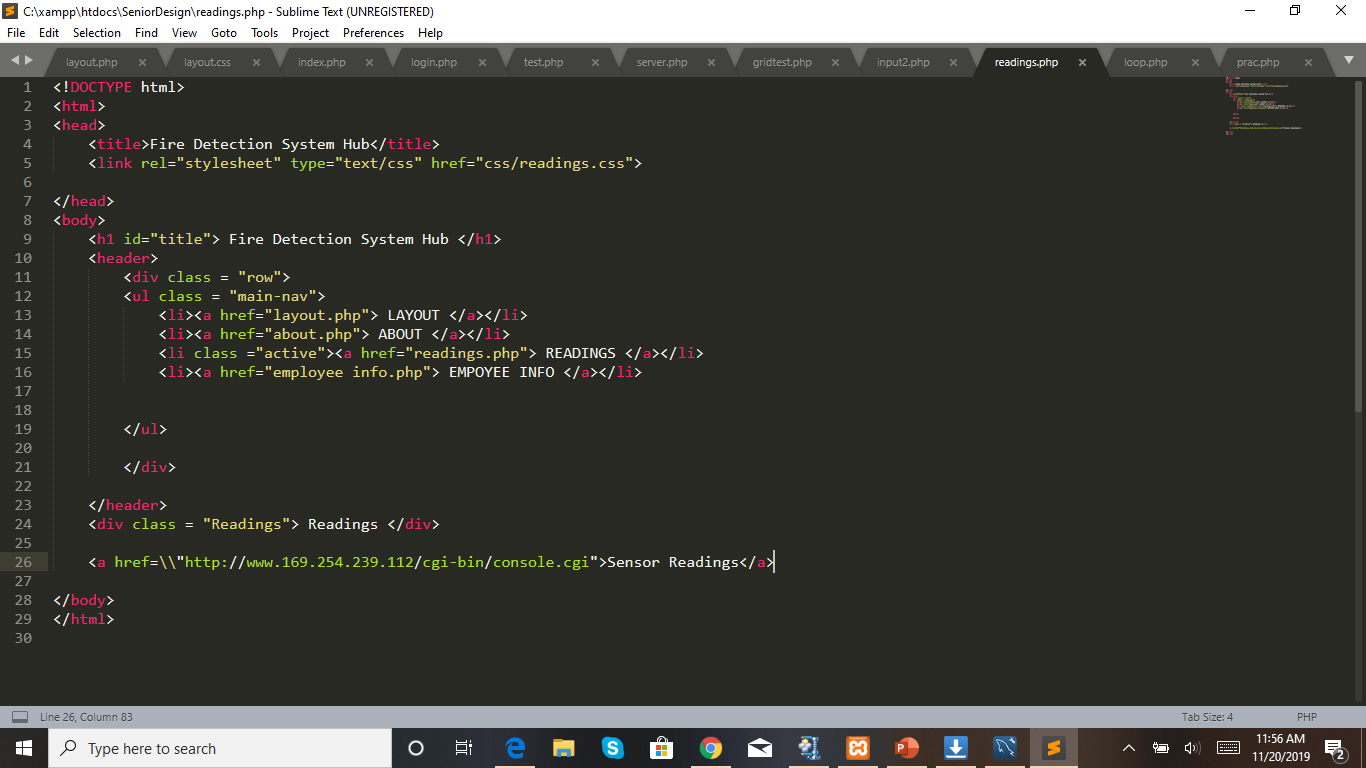 C:\xampp\htdocs\SeniorDesign\readings.php - Sublime Text (UNREGISTERED)
File Edit Selection Find View Goto Tools Project Preferences Help
layout.php layout.css index.php login.php test.php server.php gridtest.php input2.php readings.php loop.php prac.php
1 <!DOCTYPE html>
2 <html>
3 <head>
4 <title>Fire Detection System Hub</title>
5 <link rel="stylesheet" type="text/css" href="css/readings.css">
6
7 </head>
8 <body>
9 <h1 id="title"> Fire Detection System Hub </h1>
10 <header>
11 <div class = "row">
12 <ul class = "main-nav">
13 <li><a href="layout.php"> LAYOUT </a></li>
14 <li><a href="about.php"> ABOUT </a></li>
15 <li class ="active"><a href="readings.php"> READINGS </a></li>
16 <li><a href="employee info.php"> EMPOYEE INFO </a></li>
17
18
19 </ul>
20
21 </div>
22
23 </header>
24 <div class = "Readings"> Readings </div>
25
26 <a href=\\"http://www.169.254.239.112/cgi-bin/console.cgi">Sensor Readings</a>
27
28 </body>
29 </html>
30
Line 26, Column 83 Tab Size: 4 PHP
Type here to search
11:56 AM
11/20/2019
2